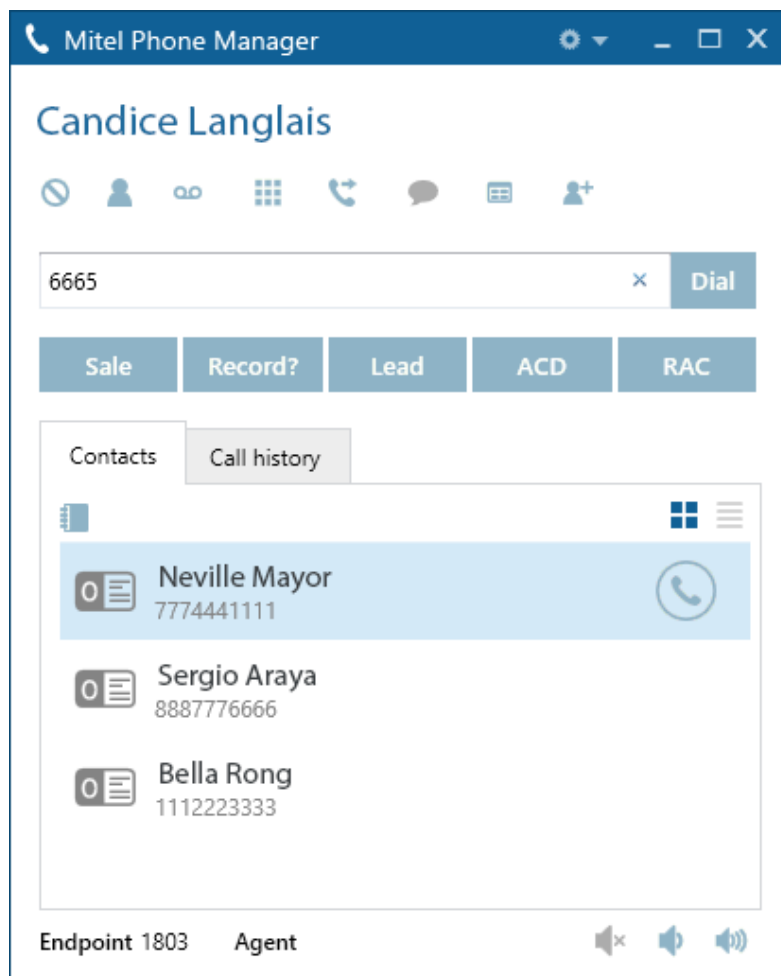 Mitel Phone Manager
Candice Langlais
6665
Dial
Sale Record? Lead ACD RAC
Contacts Call history
Neville Mayor
7774441111
Sergio Araya
8887776666
Bella Rong
1112223333
Endpoint 1803 Agent